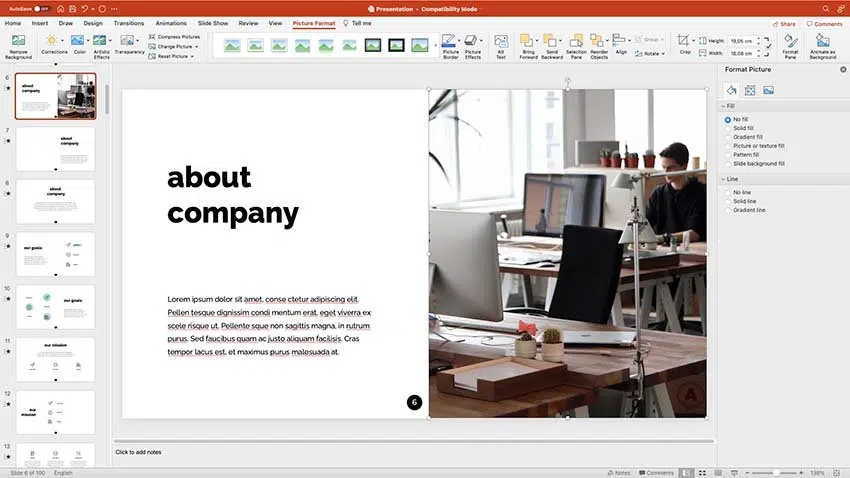 AutoSave OFF
Presentation - Compatibility Mode
Home Insert Draw Design Transitions Animations Slide Show Review View Picture Format Tell me
Share Comments
Remove Background
Corrections
Color
Artistic Effects
Transparency
Compress Pictures
Change Picture
Reset Picture
Picture Border
Picture Effects
Alt Text
Bring Forward
Send Backward
Selection Pane
Reorder Objects
Align
Group
Rotate
Crop
Height: 19,05 cm
Width: 16,08 cm
Format Pane
Animate as Background
6
about
company
7
about
company
8
about
company
9
our goals
10
our goals
11
our mission
12
our
mission
13
about
company
Lorem ipsum dolor sit amet, conse ctetur adipiscing elit.
Pellen tesque dignissim condi mentum erat, eget viverra ex
scele risque ut. Pellente sque non sagittis magna, in rutrum
purus. Sed faucibus quam ac justo aliquam facilisis. Cras
tempor lacus est, et maximus purus malesuada at.
6
A
Format Picture
Fill
No fill
Solid fill
Gradient fill
Picture or texture fill
Pattern fill
Slide background fill
Line
No line
Solid line
Gradient line
Click to add notes
Slide 6 of 100 English
Notes Comments
138%